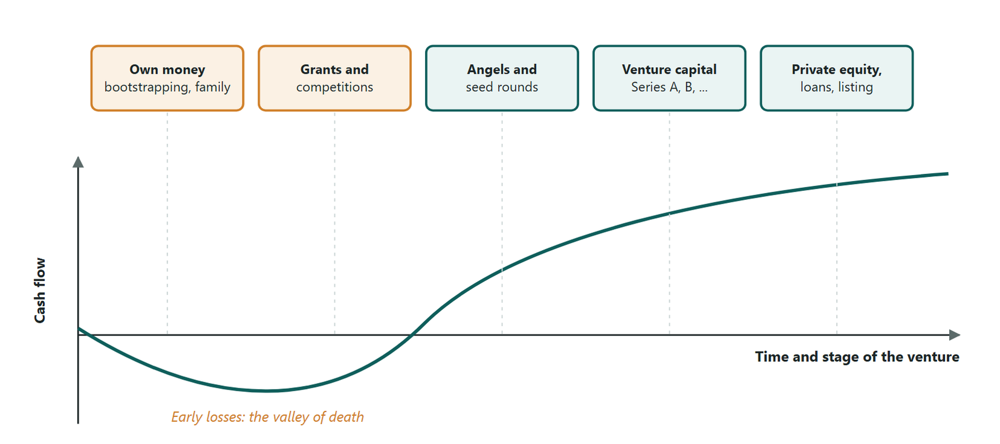 Own money
bootstrapping, family
Grants and
competitions
Angels and
seed rounds
Venture capital
Series A, B, ...
Private equity,
loans, listing
Cash flow
Time and stage of the venture
Early losses: the valley of death